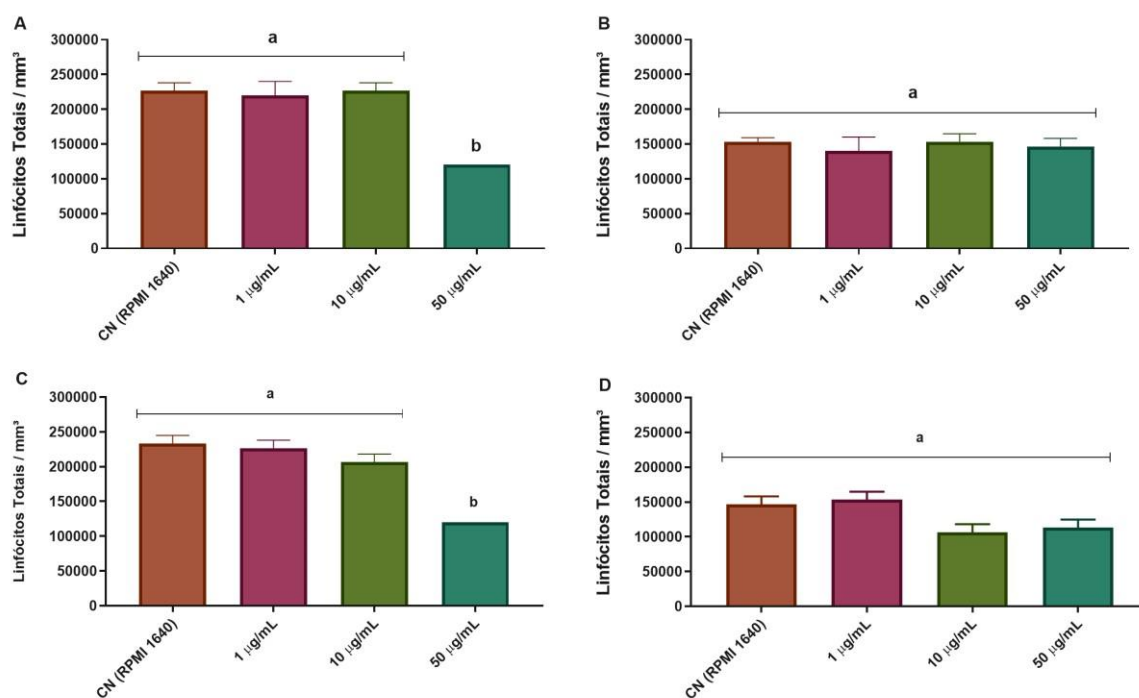 A
Linfócitos Totais / mm³
300000
250000
200000
150000
100000
50000
0
a
b
CN (RPMI 1640)
1 µg/mL
10 µg/mL
50 µg/mL
B
Linfócitos Totais / mm³
300000
250000
200000
150000
100000
50000
0
a
CN (RPMI 1640)
1 µg/mL
10 µg/mL
50 µg/mL
C
Linfócitos Totais / mm³
300000
250000
200000
150000
100000
50000
0
a
b
CN (RPMI 1640)
1 µg/mL
10 µg/mL
50 µg/mL
D
Linfócitos Totais / mm³
300000
250000
200000
150000
100000
50000
0
a
CN (RPMI 1640)
1 µg/mL
10 µg/mL
50 µg/mL